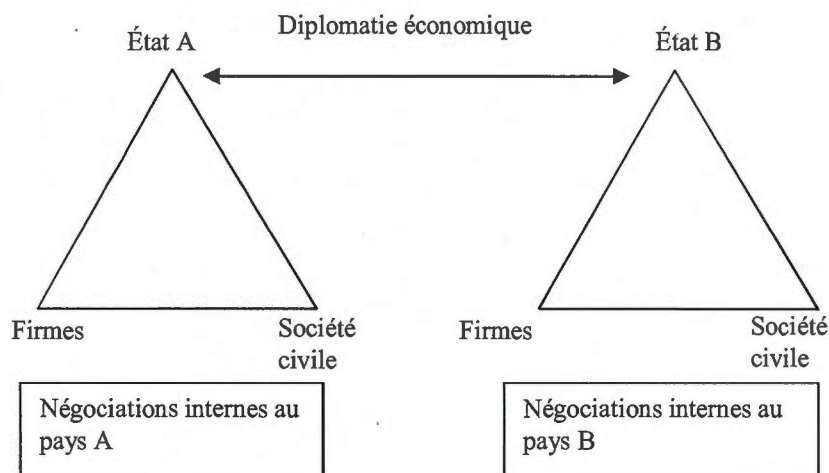 Diplomatie économique
État A
État B
Firmes
Société
civile
Firmes
Société
civile
Négociations internes au
pays A
Négociations internes au
pays B